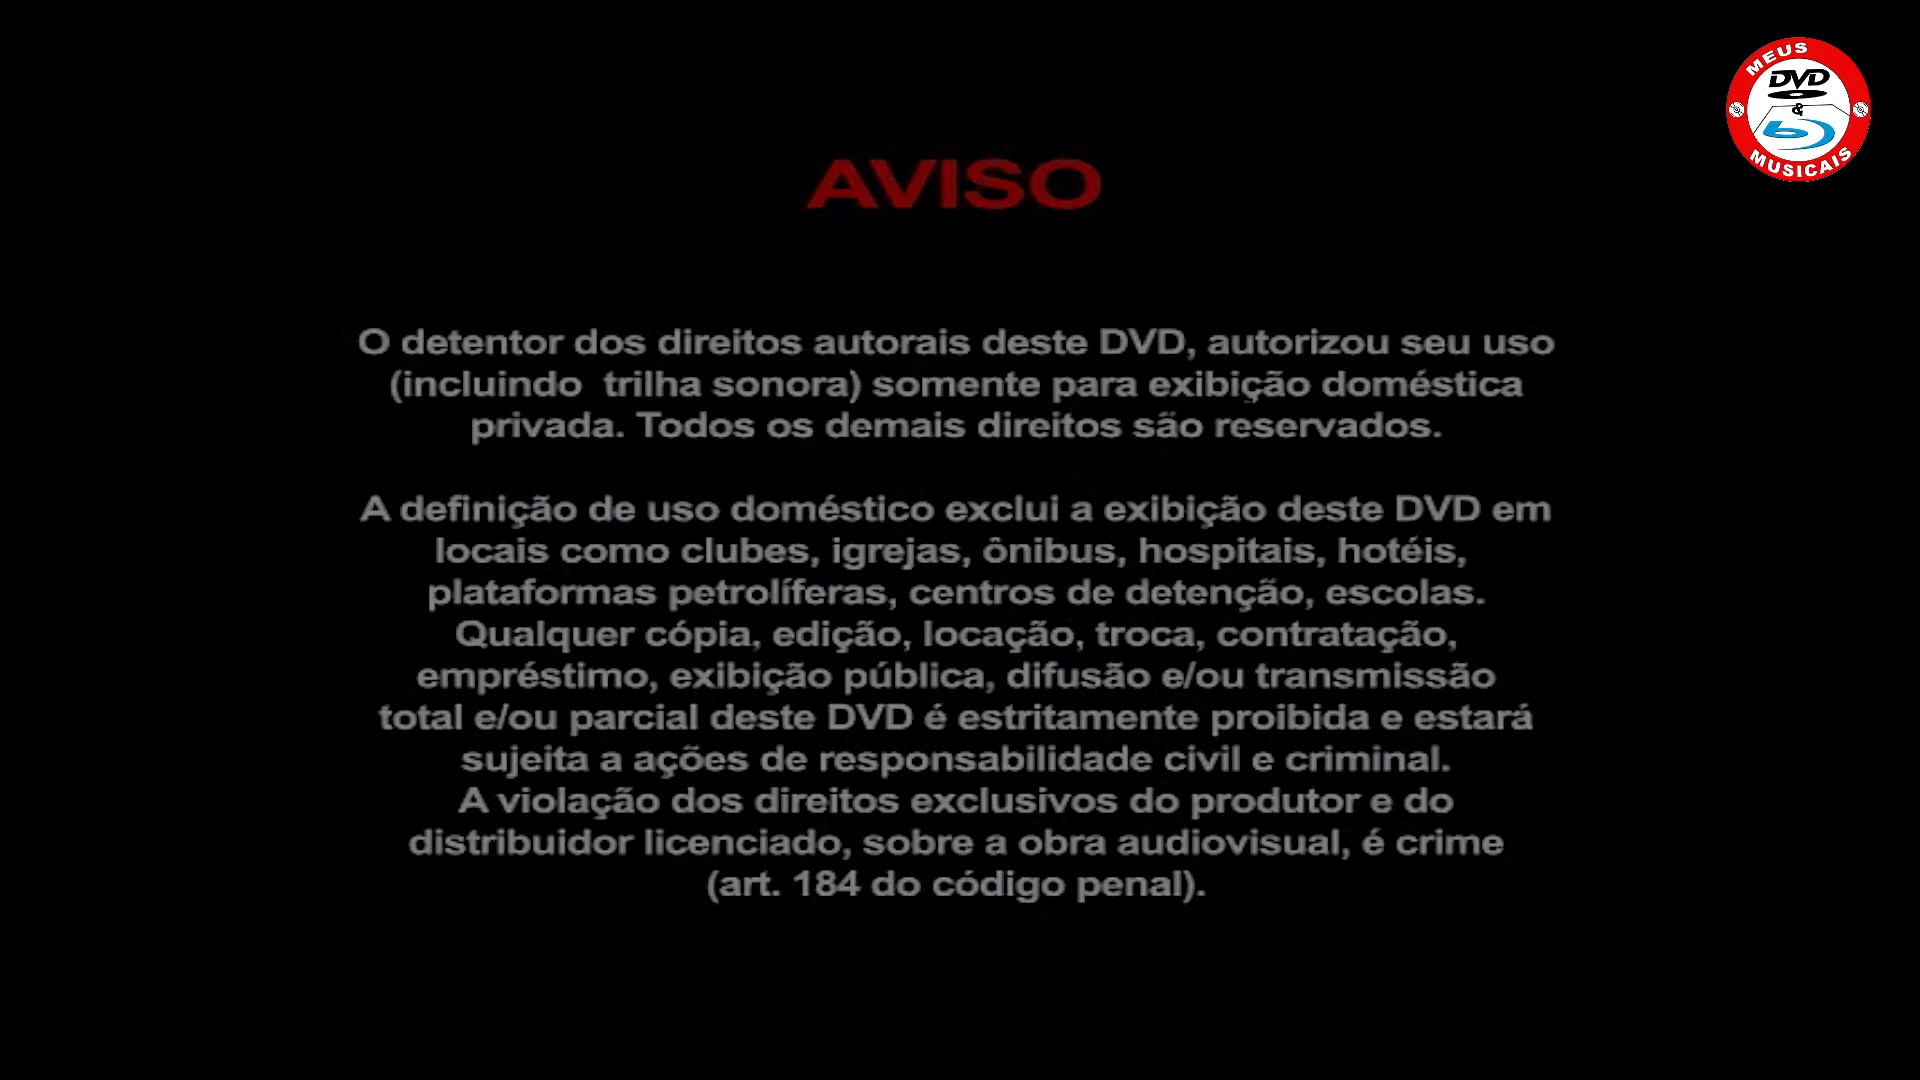 MEUS
DVD
&
MUSICAIS
AVISO
O detentor dos direitos autorais deste DVD, autorizou seu uso
(incluindo  trilha sonora) somente para exibição doméstica
privada. Todos os demais direitos são reservados.
A definição de uso doméstico exclui a exibição deste DVD em
locais como clubes, igrejas, ônibus, hospitais, hotéis,
plataformas petrolíferas, centros de detenção, escolas.
Qualquer cópia, edição, locação, troca, contratação,
empréstimo, exibição pública, difusão e/ou transmissão
total e/ou parcial deste DVD é estritamente proibida e estará
sujeita a ações de responsabilidade civil e criminal.
A violação dos direitos exclusivos do produtor e do
distribuidor licenciado, sobre a obra audiovisual, é crime
(art. 184 do código penal).